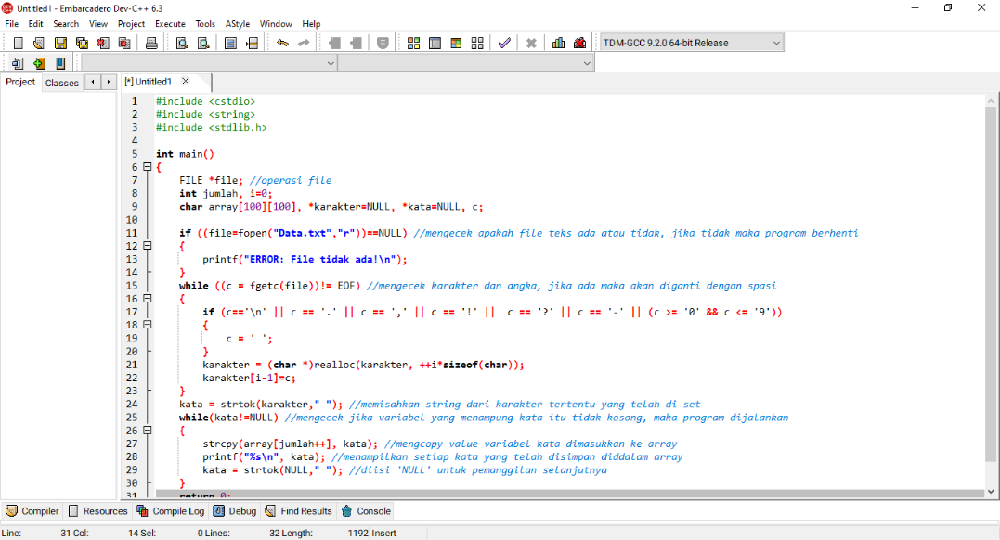 Untitled1 - Embarcadero Dev-C++ 6.3
File Edit Search View Project Execute Tools AStyle Window Help
TDM-GCC 9.2.0 64-bit Release
Project Classes [*] Untitled1
1 #include <cstdio>
2 #include <string>
3 #include <stdlib.h>
4
5 int main()
6 {
7 FILE *file; //operasi file
8 int jumlah, i=0;
9 char array[100][100], *karakter=NULL, *kata=NULL, c;
10
11 if ((file=fopen("Data.txt","r"))==NULL) //mengecek apakah file teks ada atau tidak, jika tidak maka program berhenti
12 {
13 printf("ERROR: File tidak ada!\n");
14 }
15 while ((c = fgetc(file))!= EOF) //mengecek karakter dan angka, jika ada maka akan diganti dengan spasi
16 {
17 if (c=='\n' || c == '.' || c == ',' || c == '!' || c == '?' || c == '-' || (c >= '0' && c <= '9'))
18 {
19 c = ' ';
20 }
21 karakter = (char *)realloc(karakter, ++i*sizeof(char));
22 karakter[i-1]=c;
23 }
24 kata = strtok(karakter," "); //memisahkan string dari karakter tertentu yang telah di set
25 while(kata!=NULL) //mengecek jika variabel yang menampung kata itu tidak kosong, maka program dijalankan
26 {
27 strcpy(array[jumlah++], kata); //mengcopy value variabel kata dimasukkan ke array
28 printf("%s\n", kata); //menampilkan setiap kata yang telah disimpan diddalam array
29 kata = strtok(NULL," "); //diisi 'NULL' untuk pemanggilan selanjutnya
30 }
31 return 0;
Compiler Resources Compile Log Debug Find Results Console
Line: 31 Col: 14 Sel: 0 Lines: 32 Length: 1192 Insert